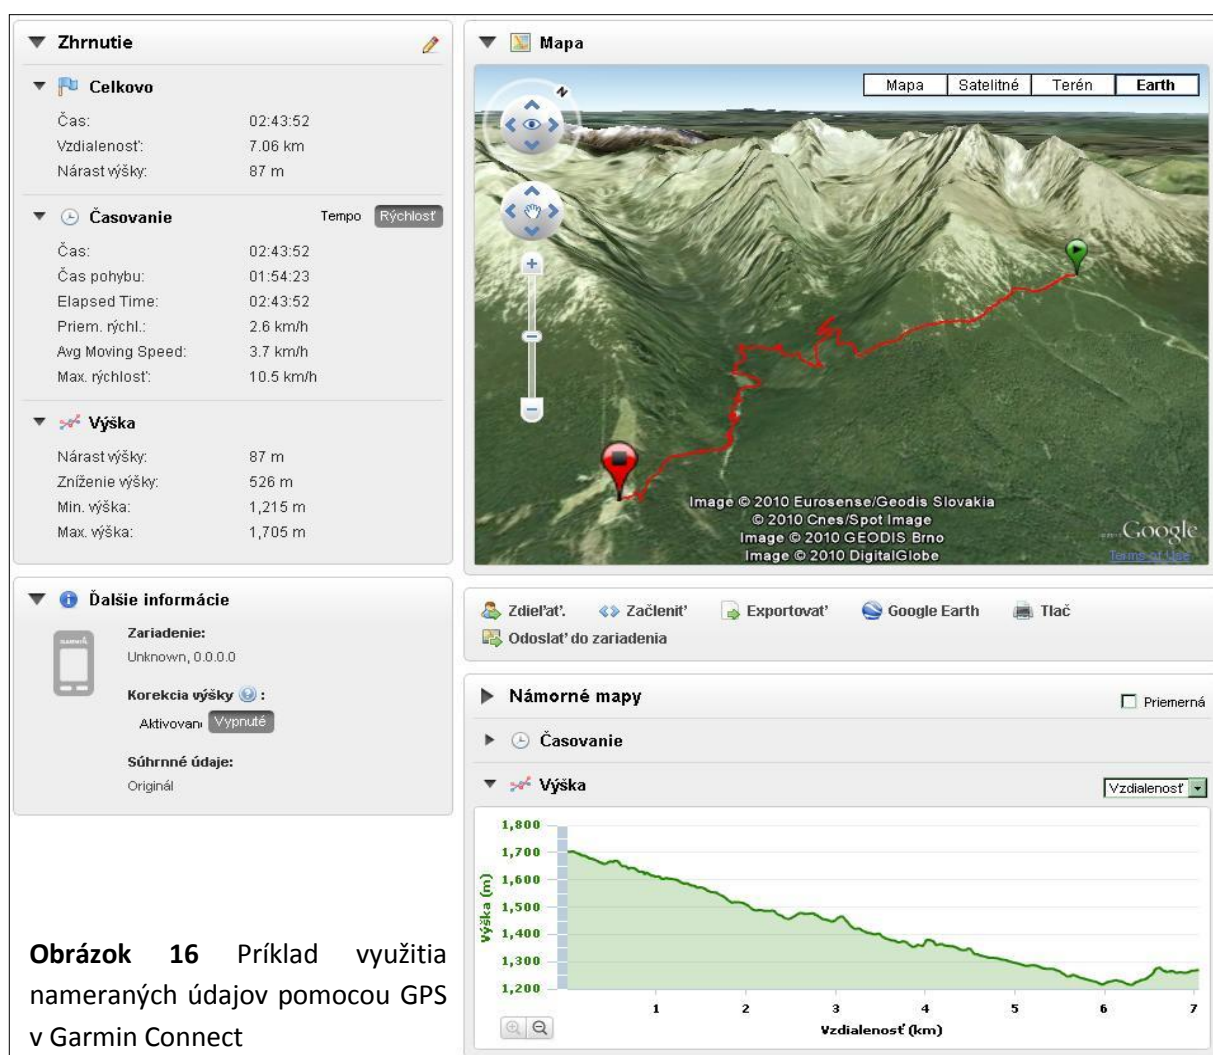 Zhrnutie
Celkovo
Čas: 02:43:52
Vzdialenosť: 7.06 km
Nárast výšky: 87 m
Časovanie Tempo Rýchlosť
Čas: 02:43:52
Čas pohybu: 01:54:23
Elapsed Time: 02:43:52
Priem. rýchl.: 2.6 km/h
Avg Moving Speed: 3.7 km/h
Max. rýchlosť: 10.5 km/h
Výška
Nárast výšky: 87 m
Zníženie výšky: 526 m
Min. výška: 1,215 m
Max. výška: 1,705 m
Ďalšie informácie
Zariadenie:
Unknown, 0.0.0.0
Korekcia výšky :
Aktivovan Vypnuté
Súhrnné údaje:
Originál
Obrázok 16 Príklad využitia
nameraných údajov pomocou GPS
v Garmin Connect
Mapa
Mapa Satelitné Terén Earth
N
Image © 2010 Eurosense/Geodis Slovakia
© 2010 Cnes/Spot Image
Image © 2010 GEODIS Brno
Image © 2010 DigitalGlobe
Google
Terms of Use
Zdieľať. Začleniť Exportovať Google Earth Tlač
Odoslať do zariadenia
Námorné mapy Priemerná
Časovanie
Výška Vzdialenosť
1,800
1,700
1,600
1,500
1,400
1,300
1,200
Výška (m)
1 2 3 4 5 6 7
Vzdialenosť (km)